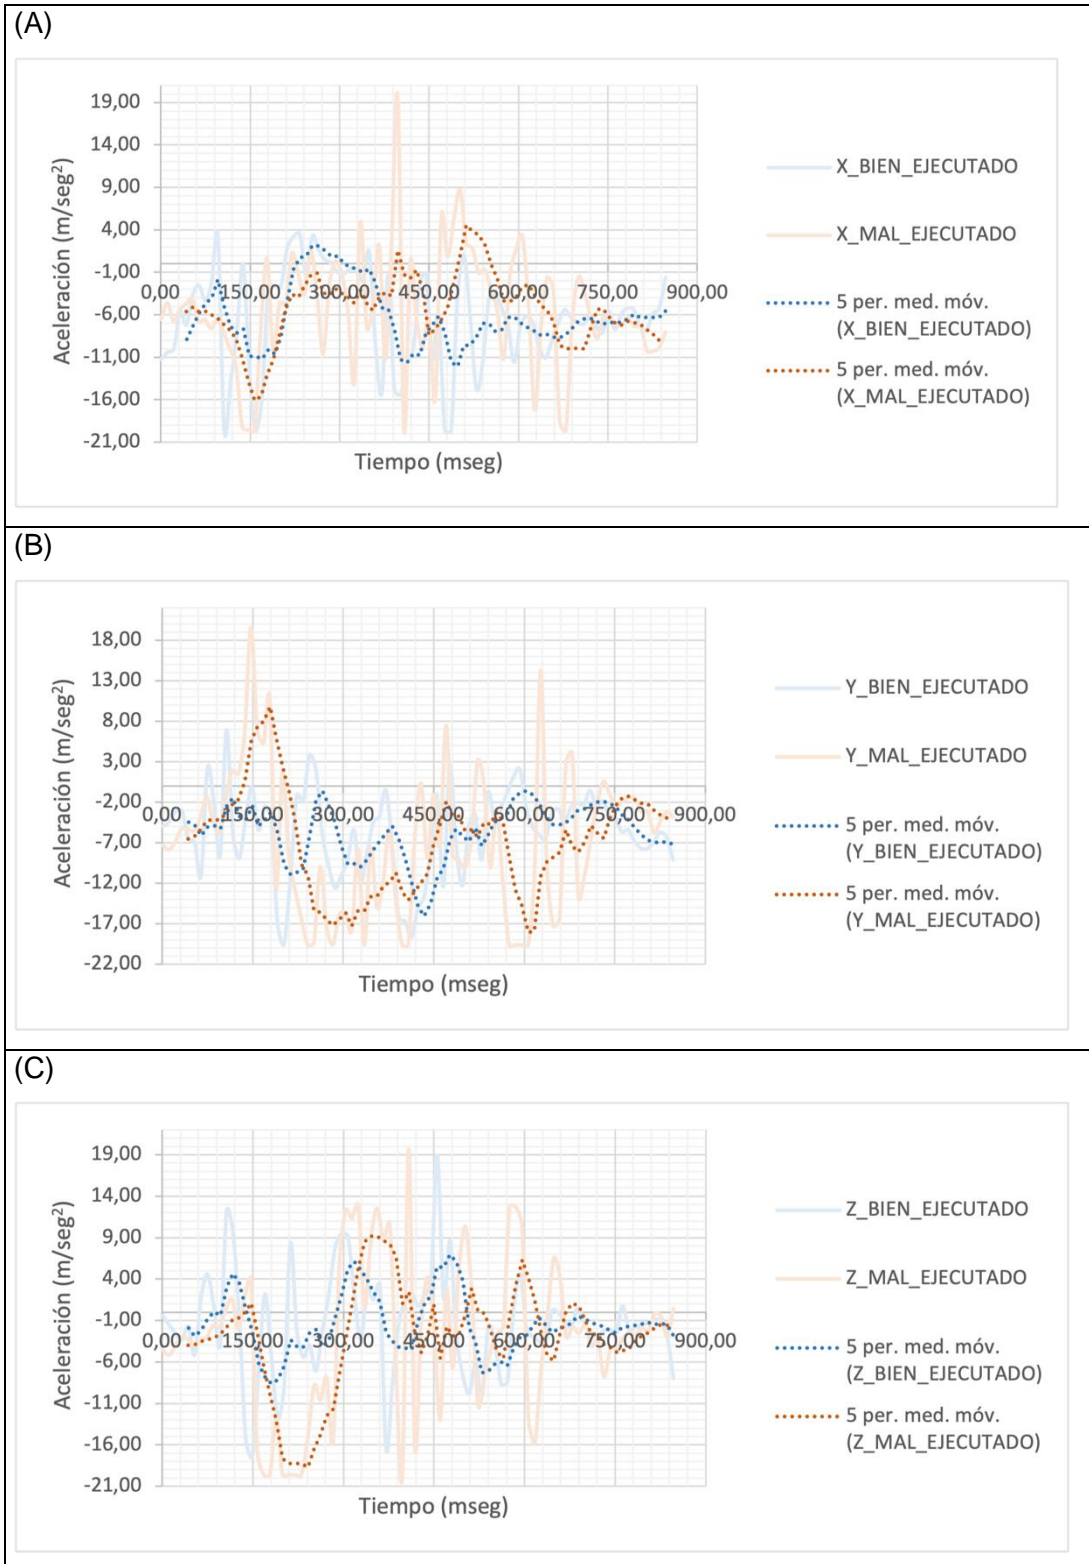 (A)
Aceleración (m/seg²)
19,00
14,00
9,00
4,00
-1,00
-6,00
-11,00
-16,00
-21,00
0,00 150,00 300,00 450,00 600,00 750,00 900,00
Tiempo (mseg)
X_BIEN_EJECUTADO
X_MAL_EJECUTADO
5 per. med. móv.
(X_BIEN_EJECUTADO)
5 per. med. móv.
(X_MAL_EJECUTADO)
(B)
Aceleración (m/seg²)
18,00
13,00
8,00
3,00
-2,00
-7,00
-12,00
-17,00
-22,00
0,00 150,00 300,00 450,00 600,00 750,00 900,00
Tiempo (mseg)
Y_BIEN_EJECUTADO
Y_MAL_EJECUTADO
5 per. med. móv.
(Y_BIEN_EJECUTADO)
5 per. med. móv.
(Y_MAL_EJECUTADO)
(C)
Aceleración (m/seg²)
19,00
14,00
9,00
4,00
-1,00
-6,00
-11,00
-16,00
-21,00
0,00 150,00 300,00 450,00 600,00 750,00 900,00
Tiempo (mseg)
Z_BIEN_EJECUTADO
Z_MAL_EJECUTADO
5 per. med. móv.
(Z_BIEN_EJECUTADO)
5 per. med. móv.
(Z_MAL_EJECUTADO)